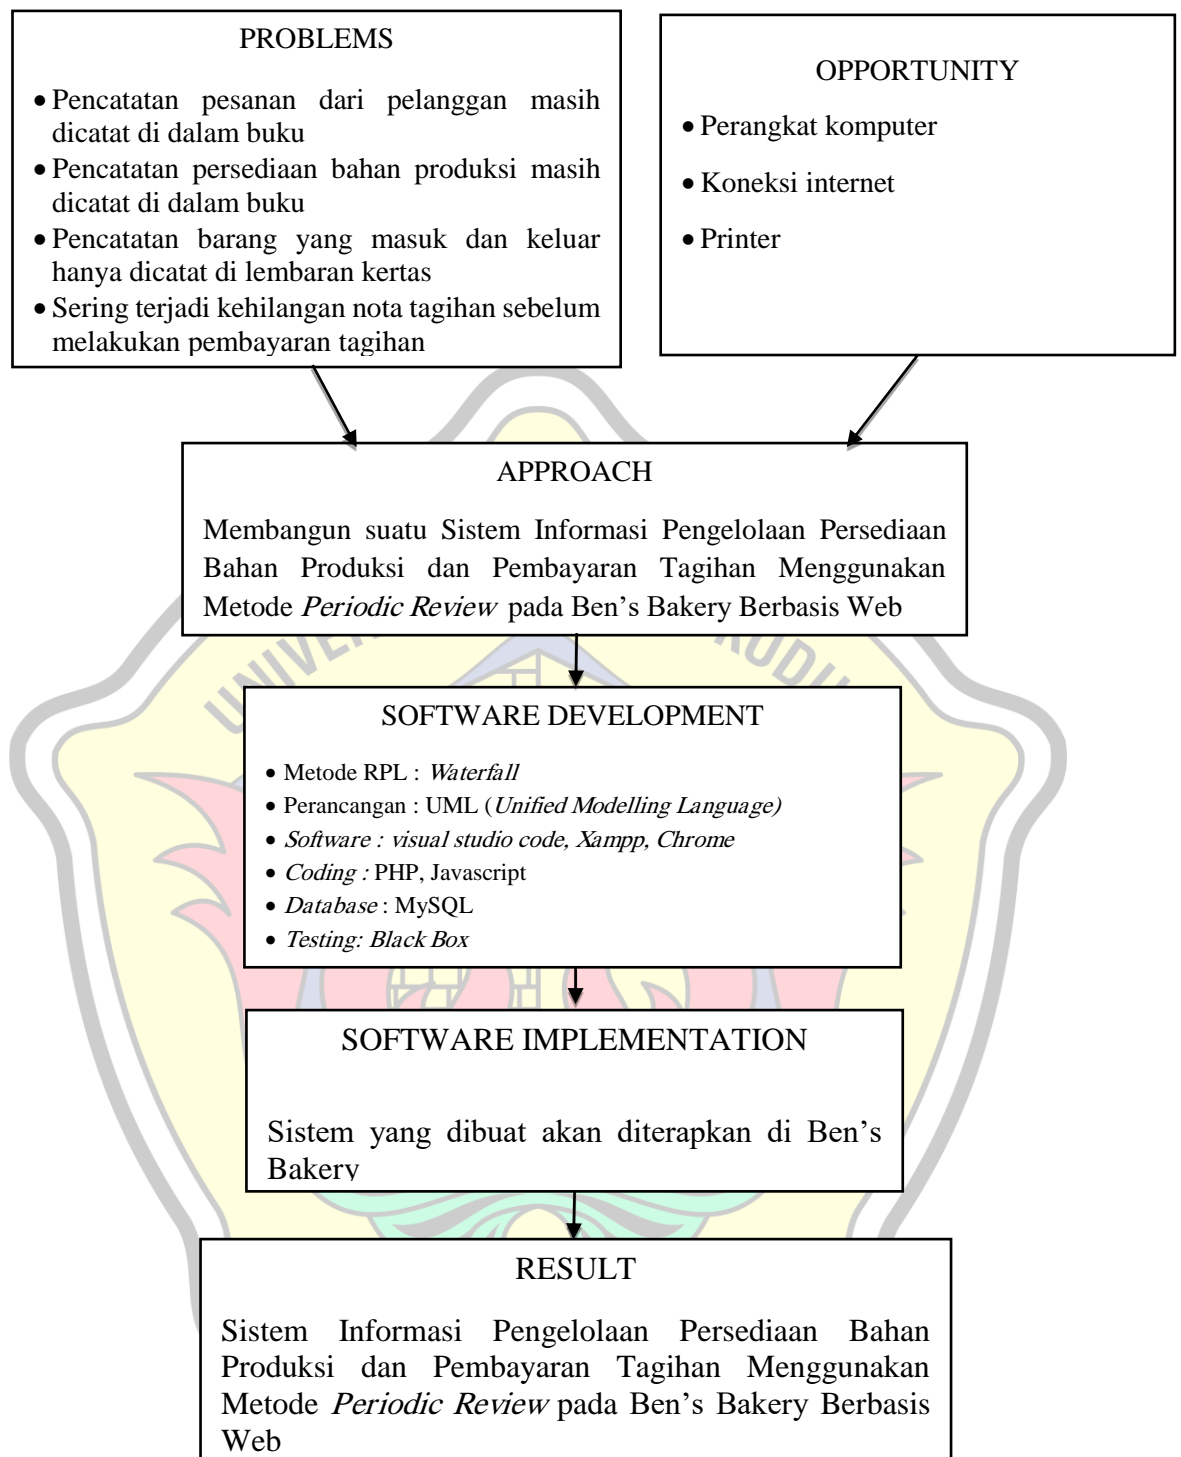 PROBLEMS
• Pencatatan pesanan dari pelanggan masih
dicatat di dalam buku
• Pencatatan persediaan bahan produksi masih
dicatat di dalam buku
• Pencatatan barang yang masuk dan keluar
hanya dicatat di lembaran kertas
• Sering terjadi kehilangan nota tagihan sebelum
melakukan pembayaran tagihan
OPPORTUNITY
• Perangkat komputer
• Koneksi internet
• Printer
APPROACH
Membangun suatu Sistem Informasi Pengelolaan Persediaan
Bahan Produksi dan Pembayaran Tagihan Menggunakan
Metode Periodic Review pada Ben’s Bakery Berbasis Web
SOFTWARE DEVELOPMENT
• Metode RPL : Waterfall
• Perancangan : UML (Unified Modelling Language)
• Software : visual studio code, Xampp, Chrome
• Coding : PHP, Javascript
• Database : MySQL
• Testing: Black Box
SOFTWARE IMPLEMENTATION
Sistem yang dibuat akan diterapkan di Ben’s
Bakery
RESULT
Sistem Informasi Pengelolaan Persediaan Bahan
Produksi dan Pembayaran Tagihan Menggunakan
Metode Periodic Review pada Ben’s Bakery Berbasis
Web